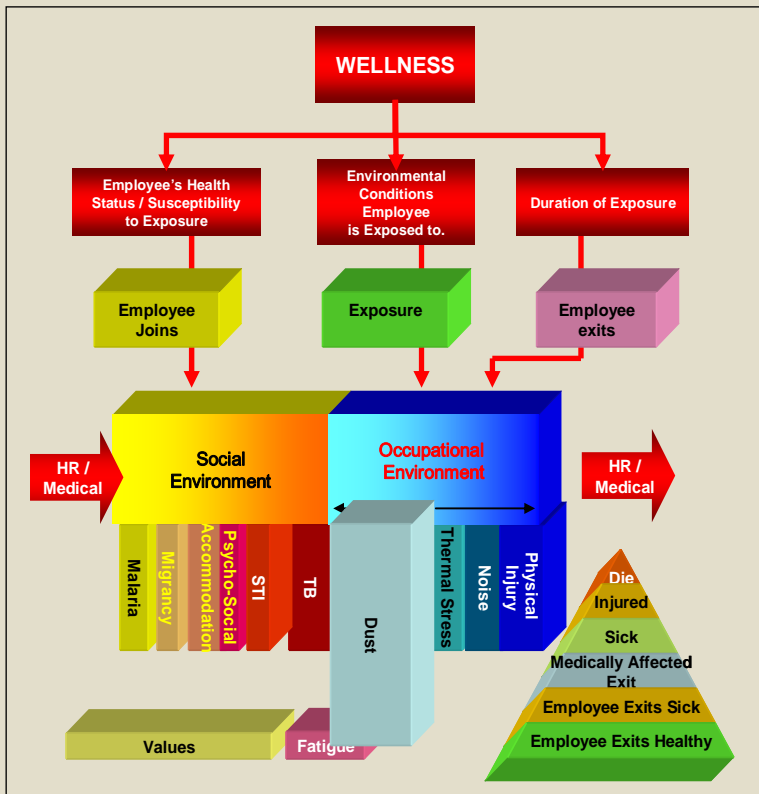 WELLNESS
Employee's Health
Status / Susceptibility
to Exposure
Environmental
Conditions
Employee
is Exposed to.
Duration of Exposure
Employee
Joins
Exposure
Employee
exits
HR /
Medical
Social
Environment
Occupational
Environment
HR /
Medical
Malaria
Migrancy
Accommodation
Psycho-Social
STI
TB
Dust
Thermal Stress
Noise
Physical
Injury
Values
Fatigue
Die
Injured
Sick
Medically Affected
Exit
Employee Exits Sick
Employee Exits Healthy